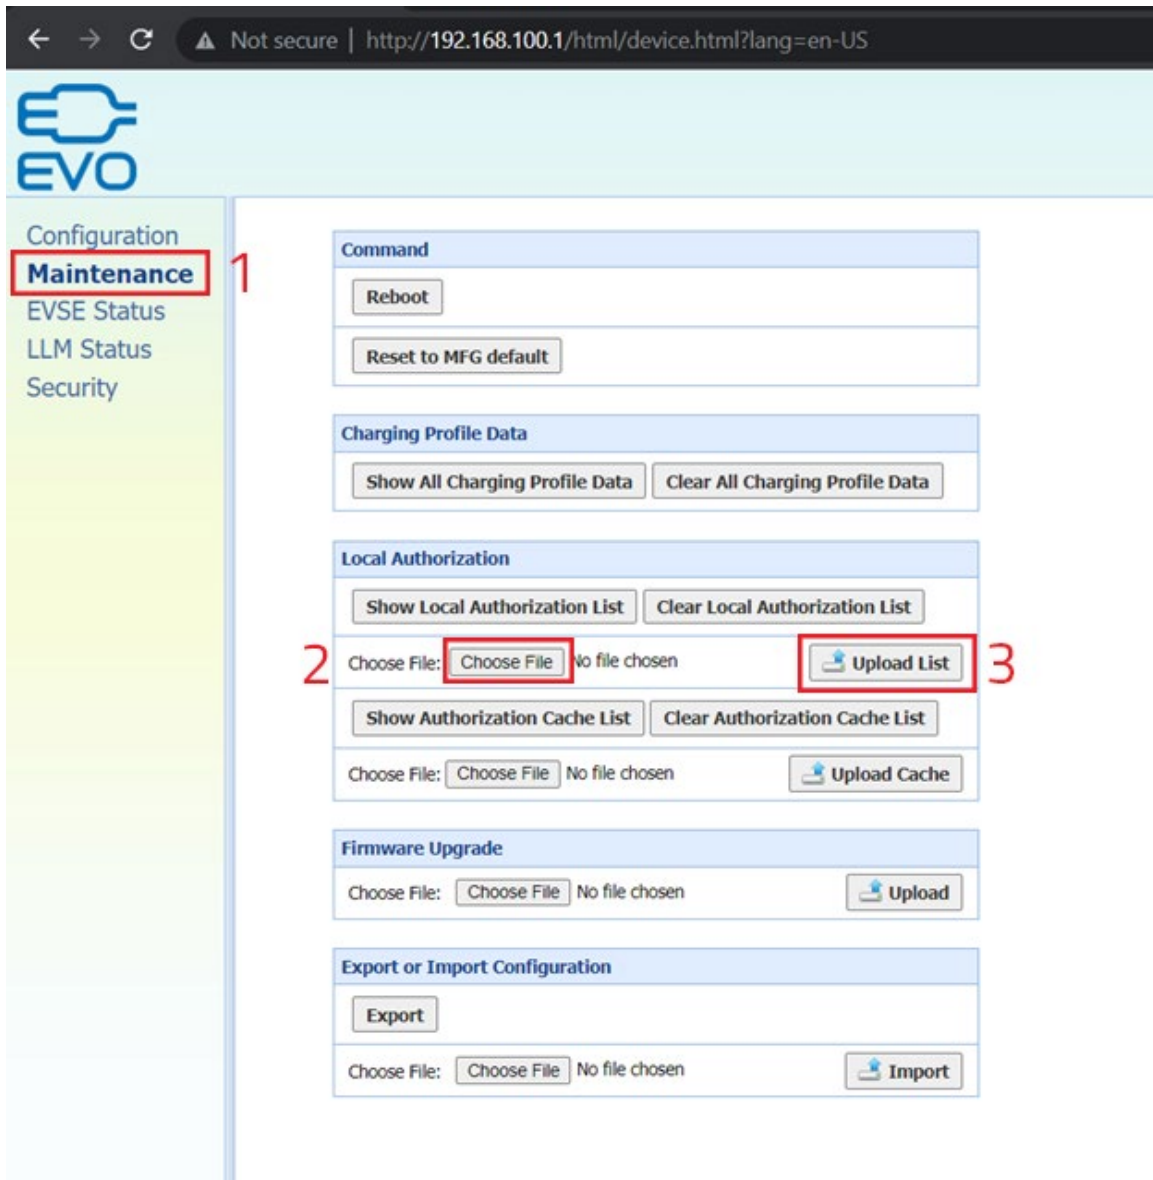 Not secure | http://192.168.100.1/html/device.html?lang=en-US
EVO
Configuration
Maintenance 1
EVSE Status
LLM Status
Security
Command
Reboot
Reset to MFG default
Charging Profile Data
Show All Charging Profile Data Clear All Charging Profile Data
Local Authorization
Show Local Authorization List Clear Local Authorization List
2 Choose File: Choose File No file chosen Upload List 3
Show Authorization Cache List Clear Authorization Cache List
Choose File: Choose File No file chosen Upload Cache
Firmware Upgrade
Choose File: Choose File No file chosen Upload
Export or Import Configuration
Export
Choose File: Choose File No file chosen Import